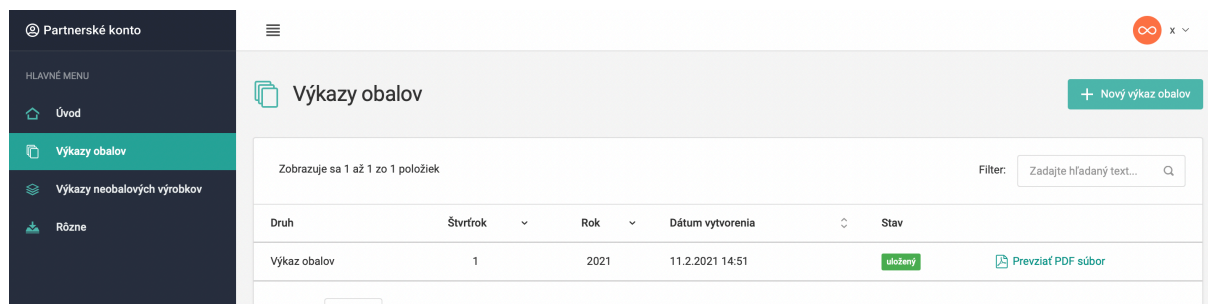 Partnerské konto
x
HLAVNÉ MENU
Úvod
Výkazy obalov
Výkazy neobalových výrobkov
Rôzne
Výkazy obalov
Nový výkaz obalov
Zobrazuje sa 1 až 1 zo 1 položiek
Filter: Zadajte hľadaný text...
Druh Štvrťrok Rok Dátum vytvorenia Stav
Výkaz obalov 1 2021 11.2.2021 14:51 uložený Prevziať PDF súbor